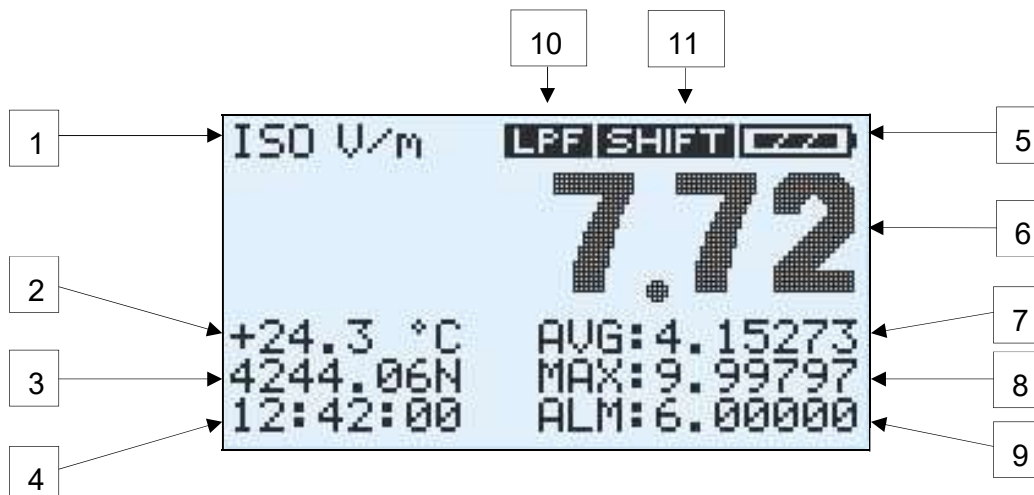 10 11
1 ISO V/m LPF SHIFT 5
7.72 6
2 +24.3 °C AVG:4.15273 7
3 4244.06N MAX:9.99797 8
4 12:42:00 ALM:6.00000 9